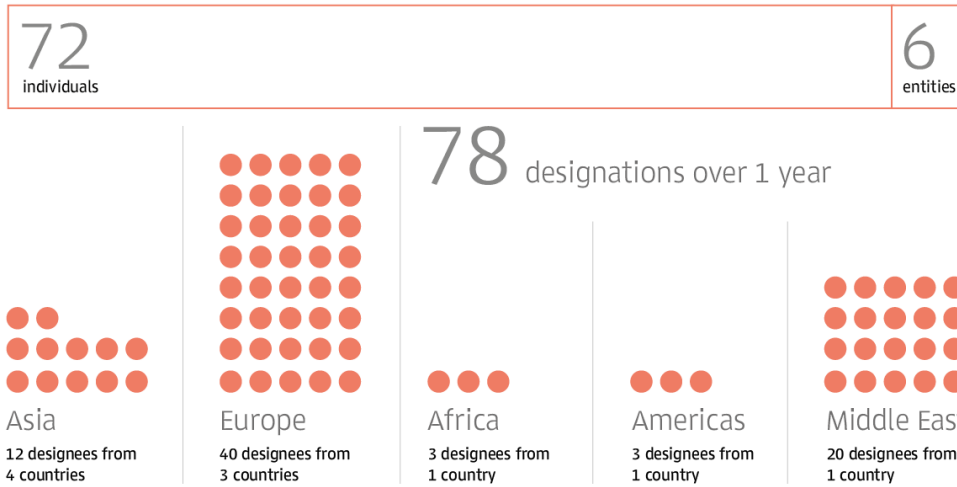 72
individuals
6
entities
78 designations over 1 year
Asia
12 designees from
4 countries
Europe
40 designees from
3 countries
Africa
3 designees from
1 country
Americas
3 designees from
1 country
Middle Eas
20 designees from
1 country